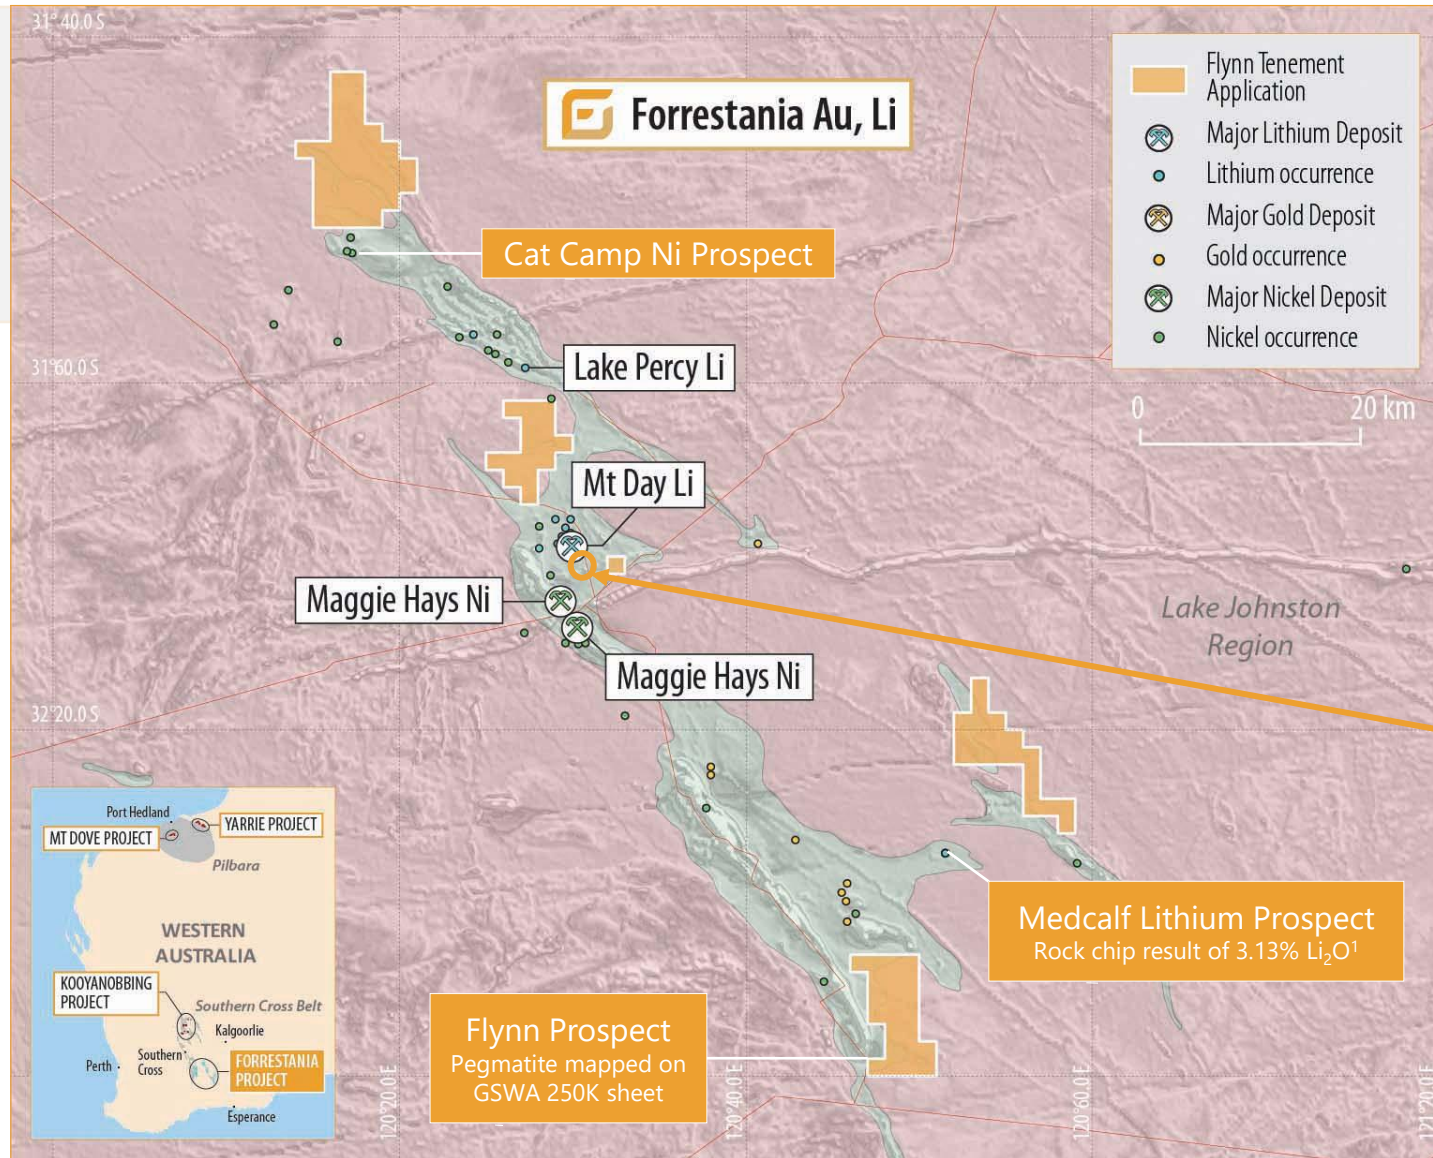 31° 40.0 S
Forrestania Au, Li
Flynn Tenement
Application
Major Lithium Deposit
Lithium occurrence
Major Gold Deposit
Gold occurrence
Major Nickel Deposit
Nickel occurrence
0 20 km
Cat Camp Ni Prospect
31° 60.0 S
Lake Percy Li
Mt Day Li
Maggie Hays Ni
Maggie Hays Ni
Lake Johnston
Region
32° 20.0 S
Port Hedland
MT DOVE PROJECT
YARRIE PROJECT
Pilbara
WESTERN
AUSTRALIA
KOOYANOBBING
PROJECT
Southern Cross Belt
Kalgoorlie
Perth
Southern
Cross
FORRESTANIA
PROJECT
Esperance
Medcalf Lithium Prospect
Rock chip result of 3.13% Li₂O¹
Flynn Prospect
Pegmatite mapped on
GSWA 250K sheet
120° 20.0 E
120° 40.0 E
120° 60.0 E
121° 20.0 E